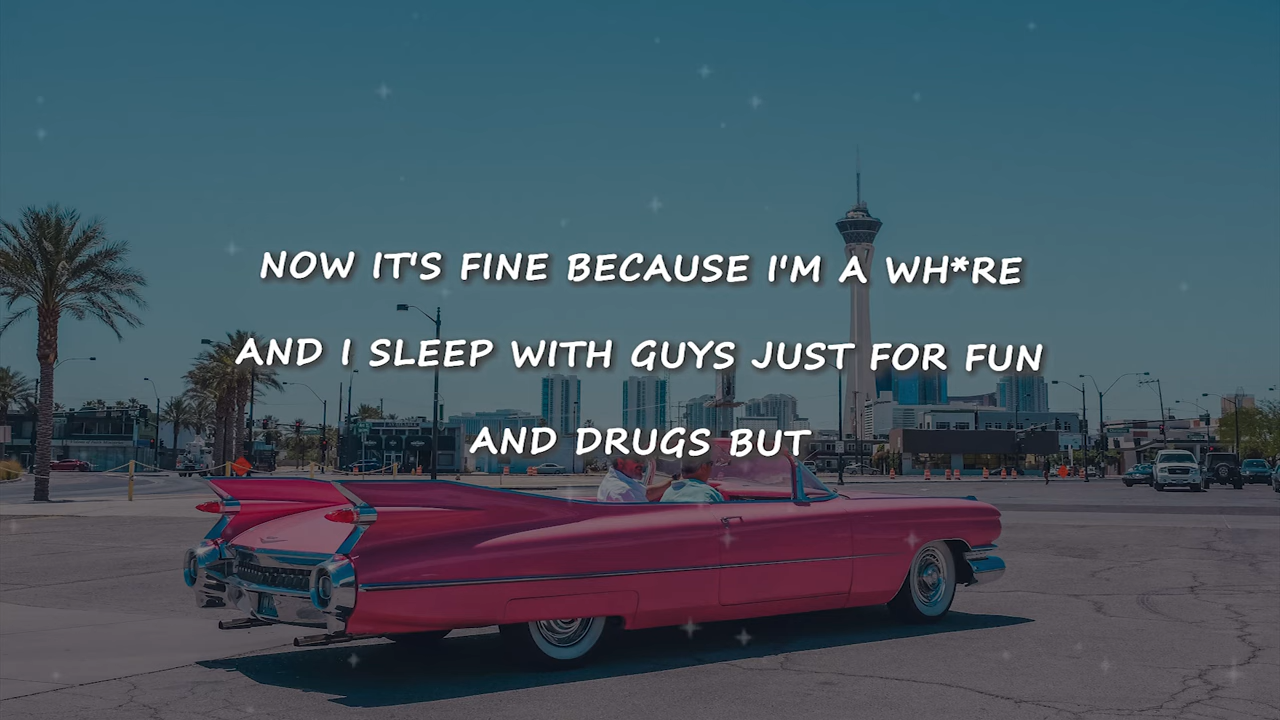 NOW IT'S FINE BECAUSE I'M A WH*RE
AND I SLEEP WITH GUYS JUST FOR FUN
AND DRUGS BUT